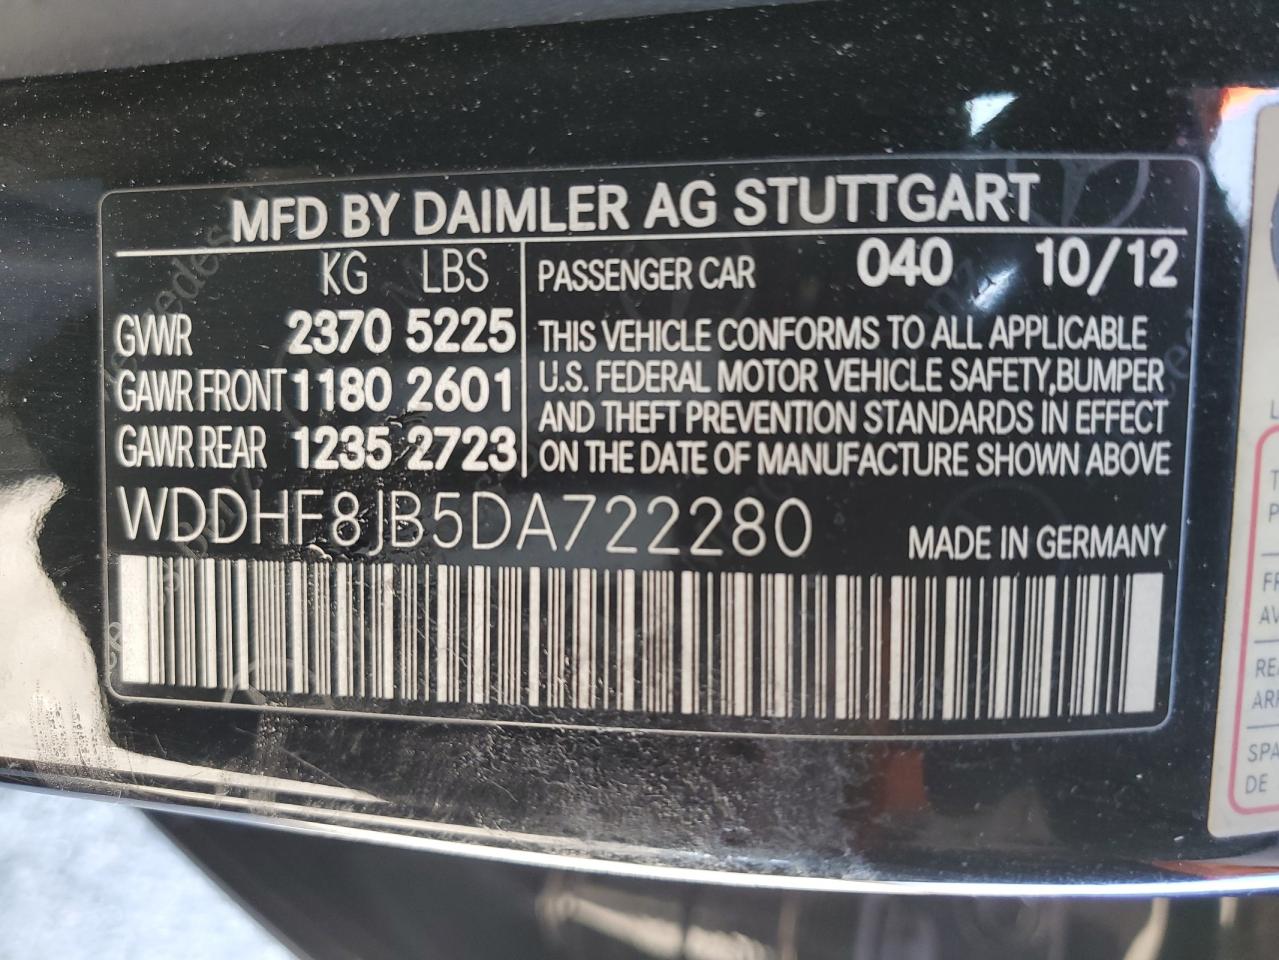 MFD BY DAIMLER AG STUTTGART
KG LBS
GVWR 2370 5225
GAWR FRONT 1180 2601
GAWR REAR 1235 2723
PASSENGER CAR 040 10/12
THIS VEHICLE CONFORMS TO ALL APPLICABLE
U.S. FEDERAL MOTOR VEHICLE SAFETY, BUMPER
AND THEFT PREVENTION STANDARDS IN EFFECT
ON THE DATE OF MANUFACTURE SHOWN ABOVE
WDDHF8JB5DA722280
MADE IN GERMANY